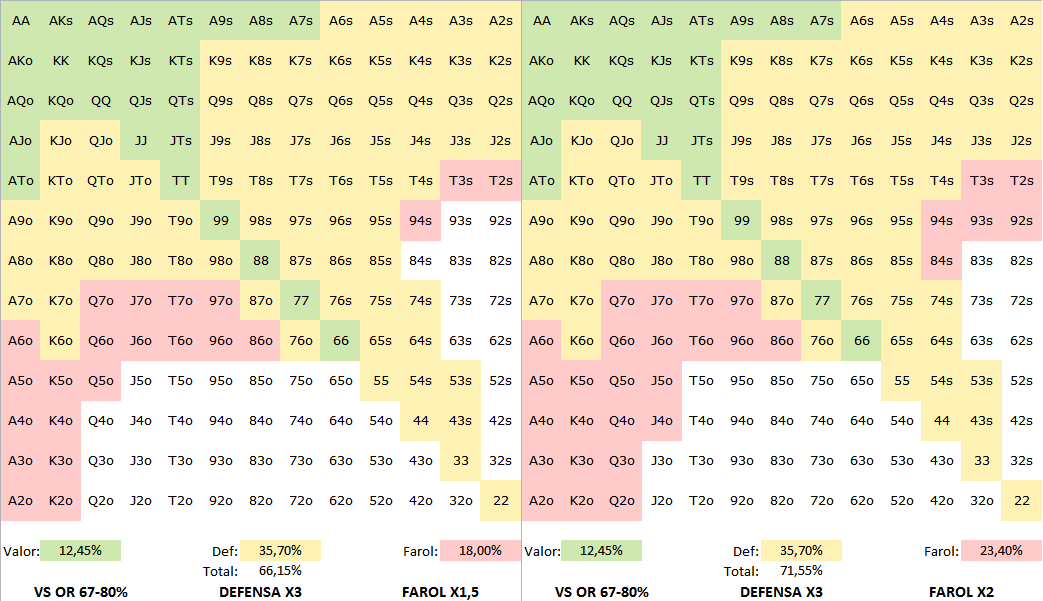 AA AKs AQs AJs ATs A9s A8s A7s A6s A5s A4s A3s A2s AA AKs AQs AJs ATs A9s A8s A7s A6s A5s A4s A3s A2s
AKo KK KQs KJs KTs K9s K8s K7s K6s K5s K4s K3s K2s AKo KK KQs KJs KTs K9s K8s K7s K6s K5s K4s K3s K2s
AQo KQo QQ QJs QTs Q9s Q8s Q7s Q6s Q5s Q4s Q3s Q2s AQo KQo QQ QJs QTs Q9s Q8s Q7s Q6s Q5s Q4s Q3s Q2s
AJo KJo QJo JJ JTs J9s J8s J7s J6s J5s J4s J3s J2s AJo KJo QJo JJ JTs J9s J8s J7s J6s J5s J4s J3s J2s
ATo KTo QTo JTo TT T9s T8s T7s T6s T5s T4s T3s T2s ATo KTo QTo JTo TT T9s T8s T7s T6s T5s T4s T3s T2s
A9o K9o Q9o J9o T9o 99 98s 97s 96s 95s 94s 93s 92s A9o K9o Q9o J9o T9o 99 98s 97s 96s 95s 94s 93s 92s
A8o K8o Q8o J8o T8o 98o 88 87s 86s 85s 84s 83s 82s A8o K8o Q8o J8o T8o 98o 88 87s 86s 85s 84s 83s 82s
A7o K7o Q7o J7o T7o 97o 87o 77 76s 75s 74s 73s 72s A7o K7o Q7o J7o T7o 97o 87o 77 76s 75s 74s 73s 72s
A6o K6o Q6o J6o T6o 96o 86o 76o 66 65s 64s 63s 62s A6o K6o Q6o J6o T6o 96o 86o 76o 66 65s 64s 63s 62s
A5o K5o Q5o J5o T5o 95o 85o 75o 65o 55 54s 53s 52s A5o K5o Q5o J5o T5o 95o 85o 75o 65o 55 54s 53s 52s
A4o K4o Q4o J4o T4o 94o 84o 74o 64o 54o 44 43s 42s A4o K4o Q4o J4o T4o 94o 84o 74o 64o 54o 44 43s 42s
A3o K3o Q3o J3o T3o 93o 83o 73o 63o 53o 43o 33 32s A3o K3o Q3o J3o T3o 93o 83o 73o 63o 53o 43o 33 32s
A2o K2o Q2o J2o T2o 92o 82o 72o 62o 52o 42o 32o 22 A2o K2o Q2o J2o T2o 92o 82o 72o 62o 52o 42o 32o 22
Valor: 12,45% Def: 35,70% Farol: 18,00% Valor: 12,45% Def: 35,70% Farol: 23,40%
Total: 66,15% Total: 71,55%
VS OR 67-80% DEFENSA X3 FAROL X1,5 VS OR 67-80% DEFENSA X3 FAROL X2